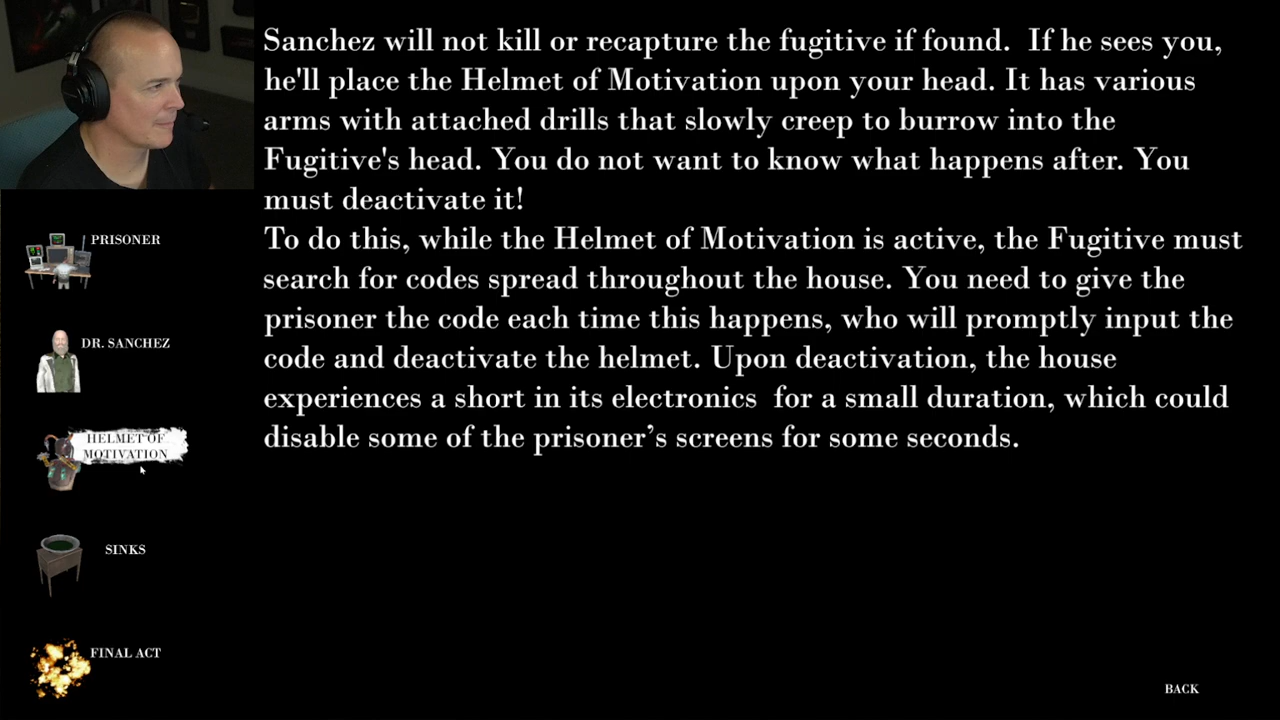 Sanchez will not kill or recapture the fugitive if found.  If he sees you,
he'll place the Helmet of Motivation upon your head. It has various
arms with attached drills that slowly creep to burrow into the
Fugitive's head. You do not want to know what happens after. You
must deactivate it!
To do this, while the Helmet of Motivation is active, the Fugitive must
search for codes spread throughout the house. You need to give the
prisoner the code each time this happens, who will promptly input the
code and deactivate the helmet. Upon deactivation, the house
experiences a short in its electronics  for a small duration, which could
disable some of the prisoner’s screens for some seconds.
PRISONER
DR. SANCHEZ
HELMET OF
MOTIVATION
SINKS
FINAL ACT
BACK